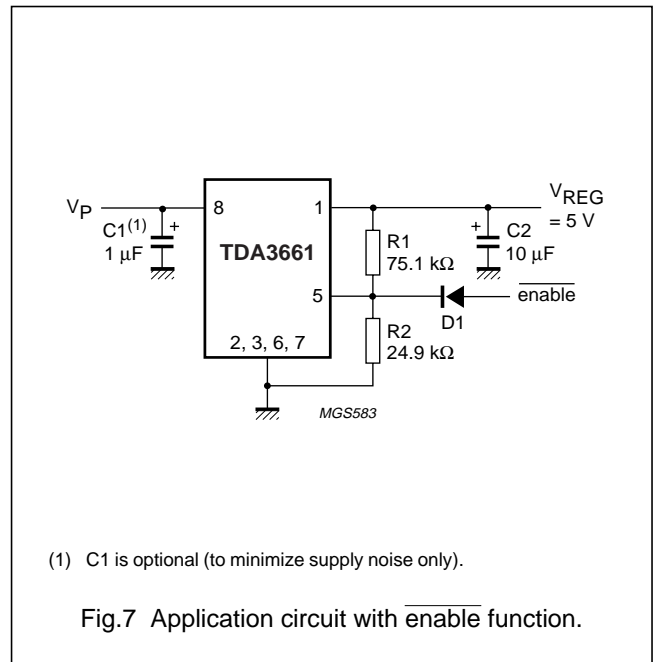 V_P
C1(1)
+
1 μF
8
TDA3661
1
5
2, 3, 6, 7
R1
75.1 kΩ
R2
24.9 kΩ
+
C2
10 μF
V_REG
= 5 V
D1
enable
MGS583
(1) C1 is optional (to minimize supply noise only).
Fig.7 Application circuit with enable function.